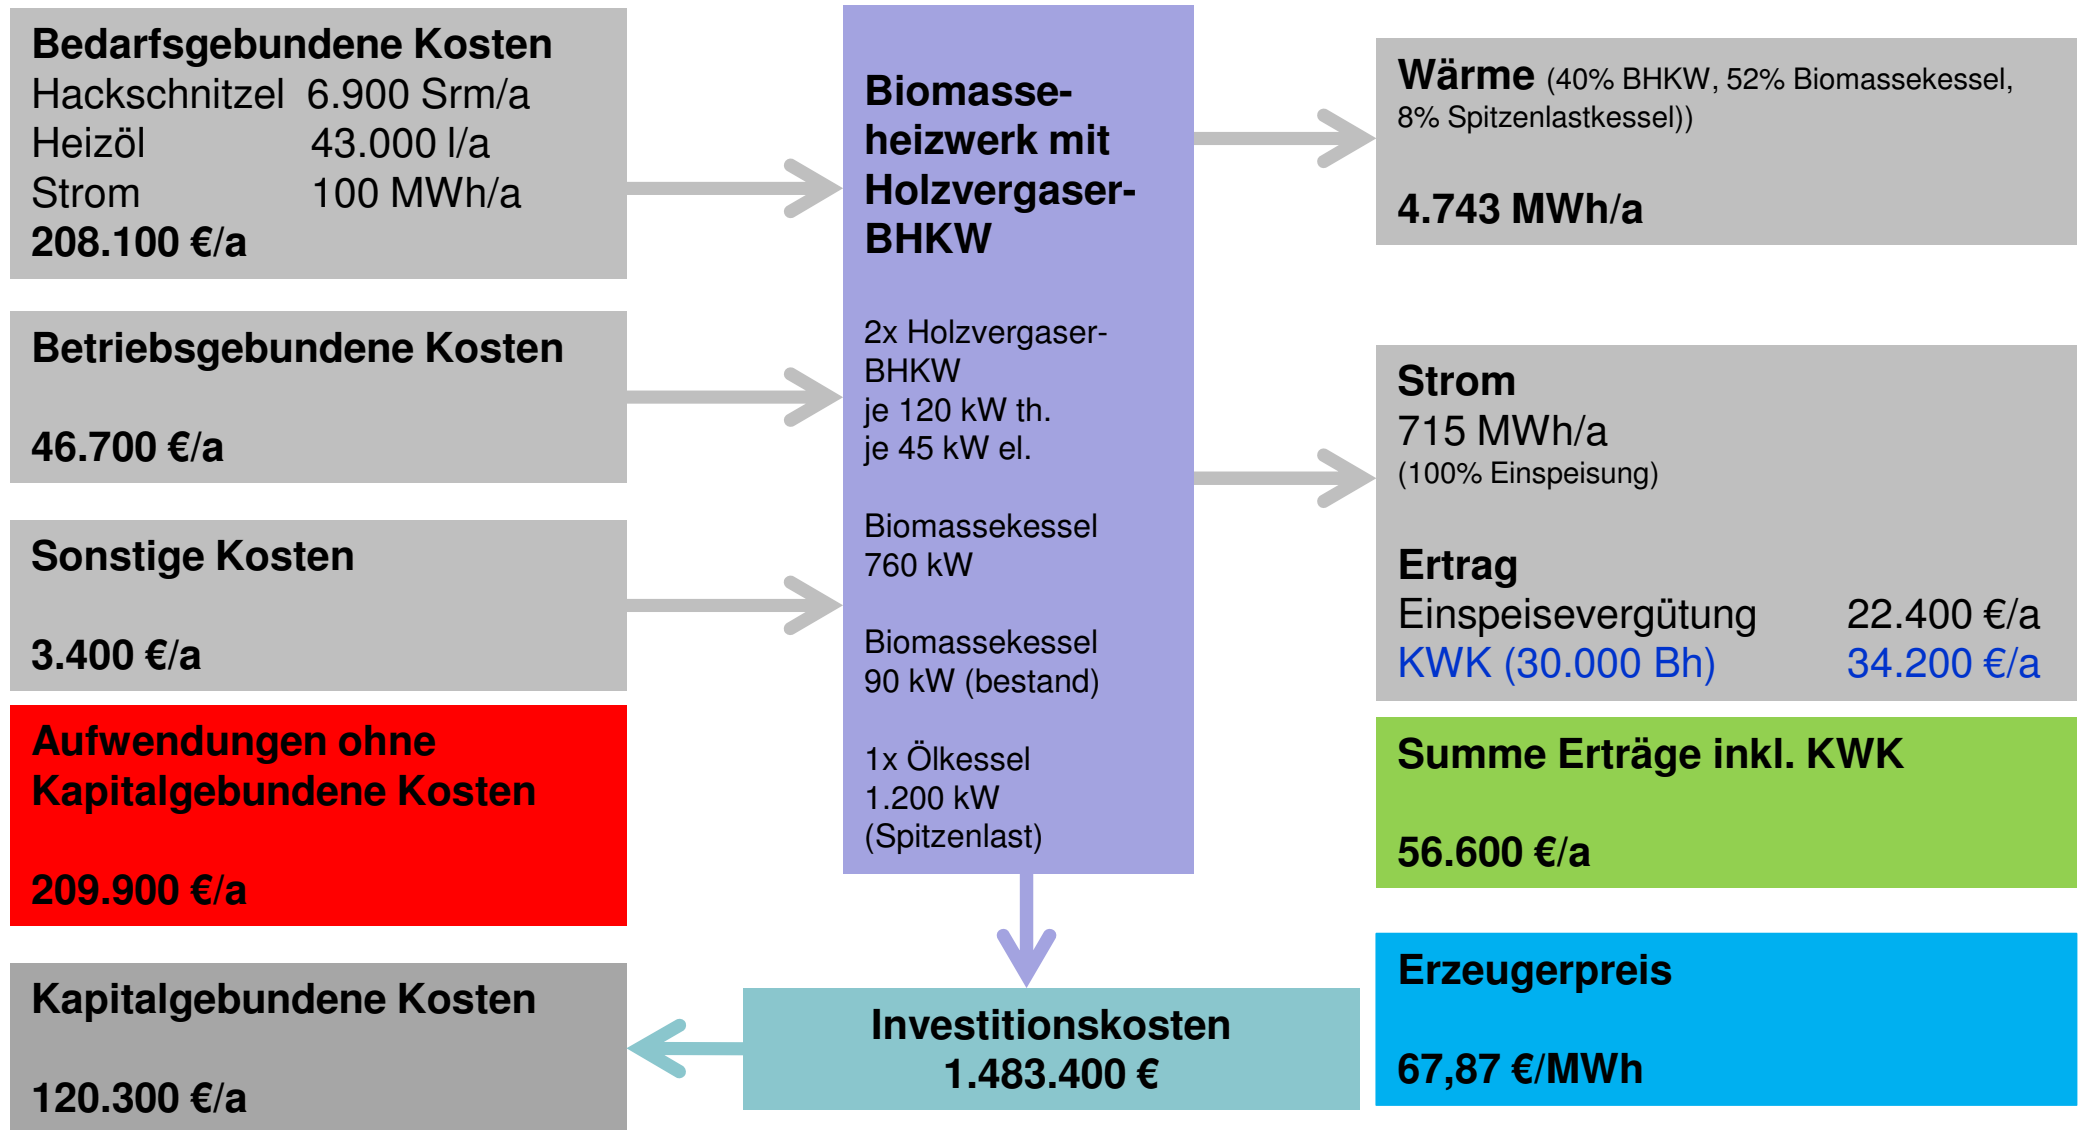 Bedarfsgebundene Kosten
Hackschnitzel 6.900 Srm/a
Heizöl 43.000 l/a
Strom 100 MWh/a
208.100 €/a
Betriebsgebundene Kosten
46.700 €/a
Sonstige Kosten
3.400 €/a
Aufwendungen ohne
Kapitalgebundene Kosten
209.900 €/a
Kapitalgebundene Kosten
120.300 €/a
Biomasse-
heizwerk mit
Holzvergaser-
BHKW
2x Holzvergaser-
BHKW
je 120 kW th.
je 45 kW el.
Biomassekessel
760 kW
Biomassekessel
90 kW (bestand)
1x Ölkessel
1.200 kW
(Spitzenlast)
Investitionskosten
1.483.400 €
Wärme (40% BHKW, 52% Biomassekessel,
8% Spitzenlastkessel))
4.743 MWh/a
Strom
715 MWh/a
(100% Einspeisung)
Ertrag
Einspeisevergütung 22.400 €/a
KWK (30.000 Bh) 34.200 €/a
Summe Erträge inkl. KWK
56.600 €/a
Erzeugerpreis
67,87 €/MWh